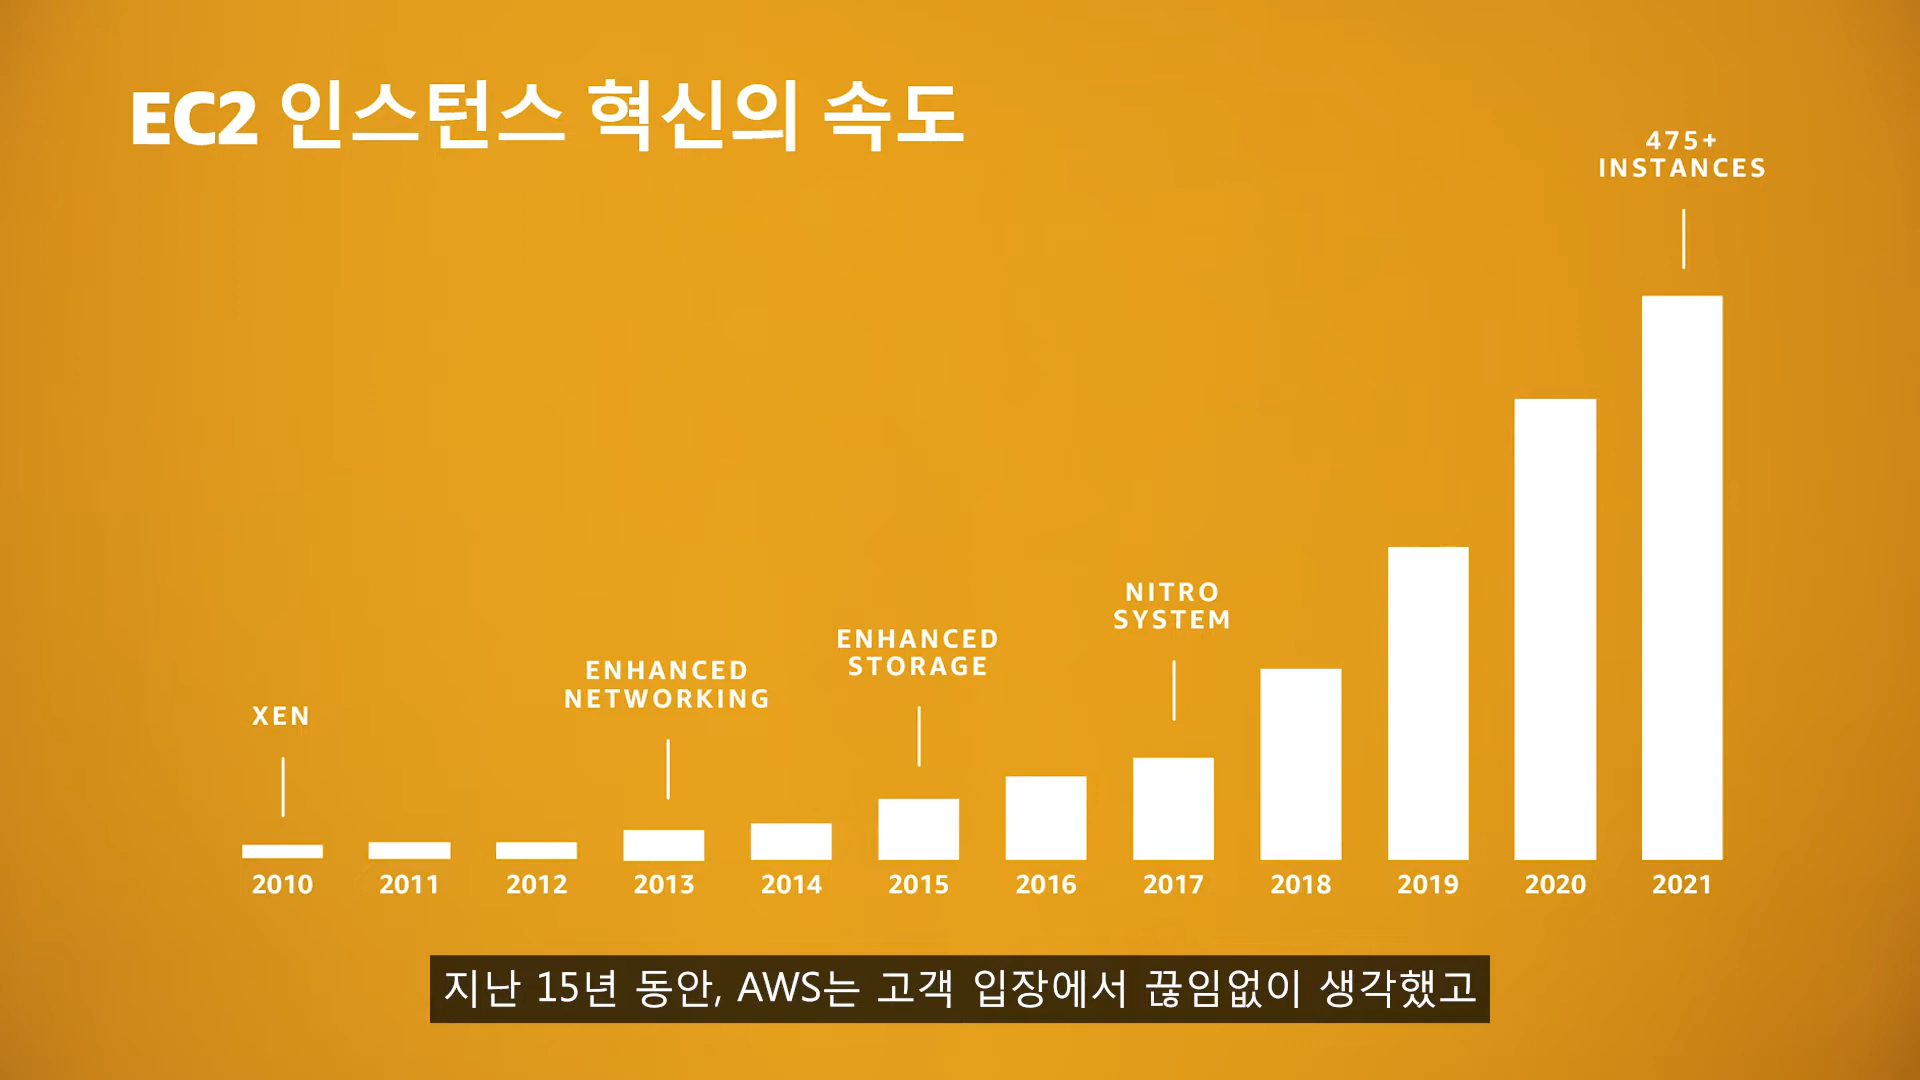 EC2 인스턴스 혁신의 속도
475+
INSTANCES
NITRO
SYSTEM
ENHANCED
STORAGE
ENHANCED
NETWORKING
XEN
2010 2011 2012 2013 2014 2015 2016 2017 2018 2019 2020 2021
지난 15년 동안, AWS는 고객 입장에서 끊임없이 생각했고